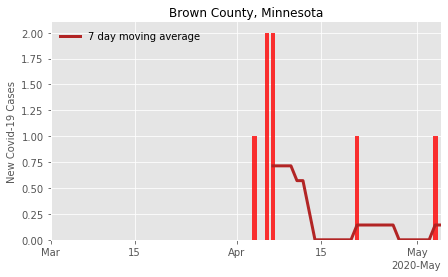 Brown County, Minnesota
7 day moving average
New Covid-19 Cases
2.00
1.75
1.50
1.25
1.00
0.75
0.50
0.25
0.00
Mar
15
Apr
15
May
2020-May